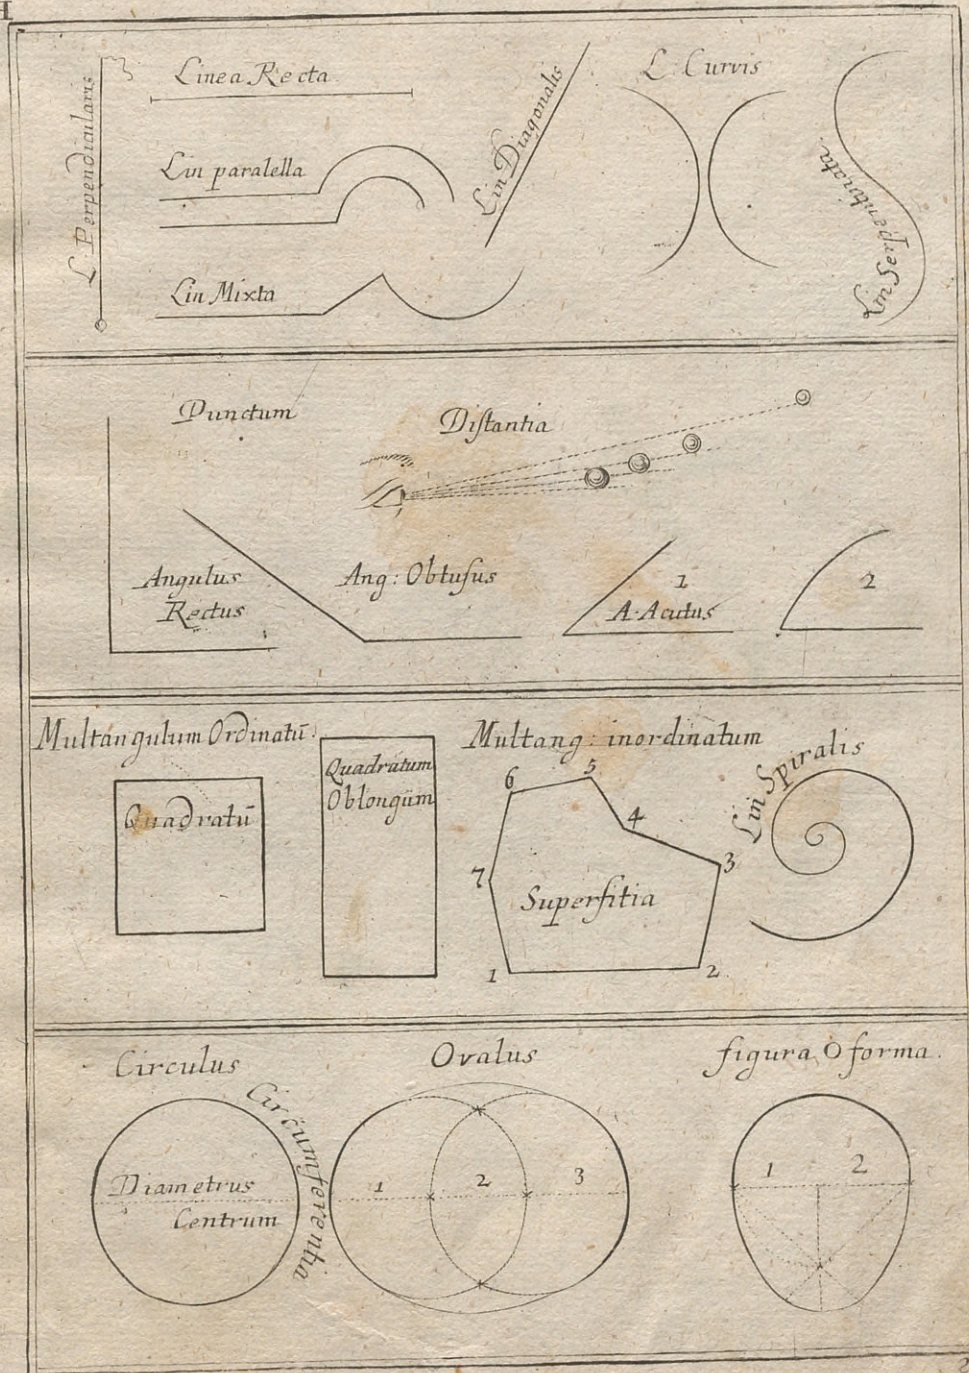 L. Perpendicularis
Linea Recta
Lin paralella
Lin Mixta
Lin Diagonalis
L. Curvis
Lin Serpentinata
Punctum
Distantia
Angulus
Rectus
Ang: Obtusus
1
A. Acutus
2
Multangulum Ordinatū.
Quadratū
Quadratum
Oblongum
Multang: inordinatum
6
5
4
3
7
Superfitia
1
2
Lin Spiralis
Circulus
Diametrus
Centrum
Circumferentia
Ovalus
1 2 3
figura O forma.
1 2